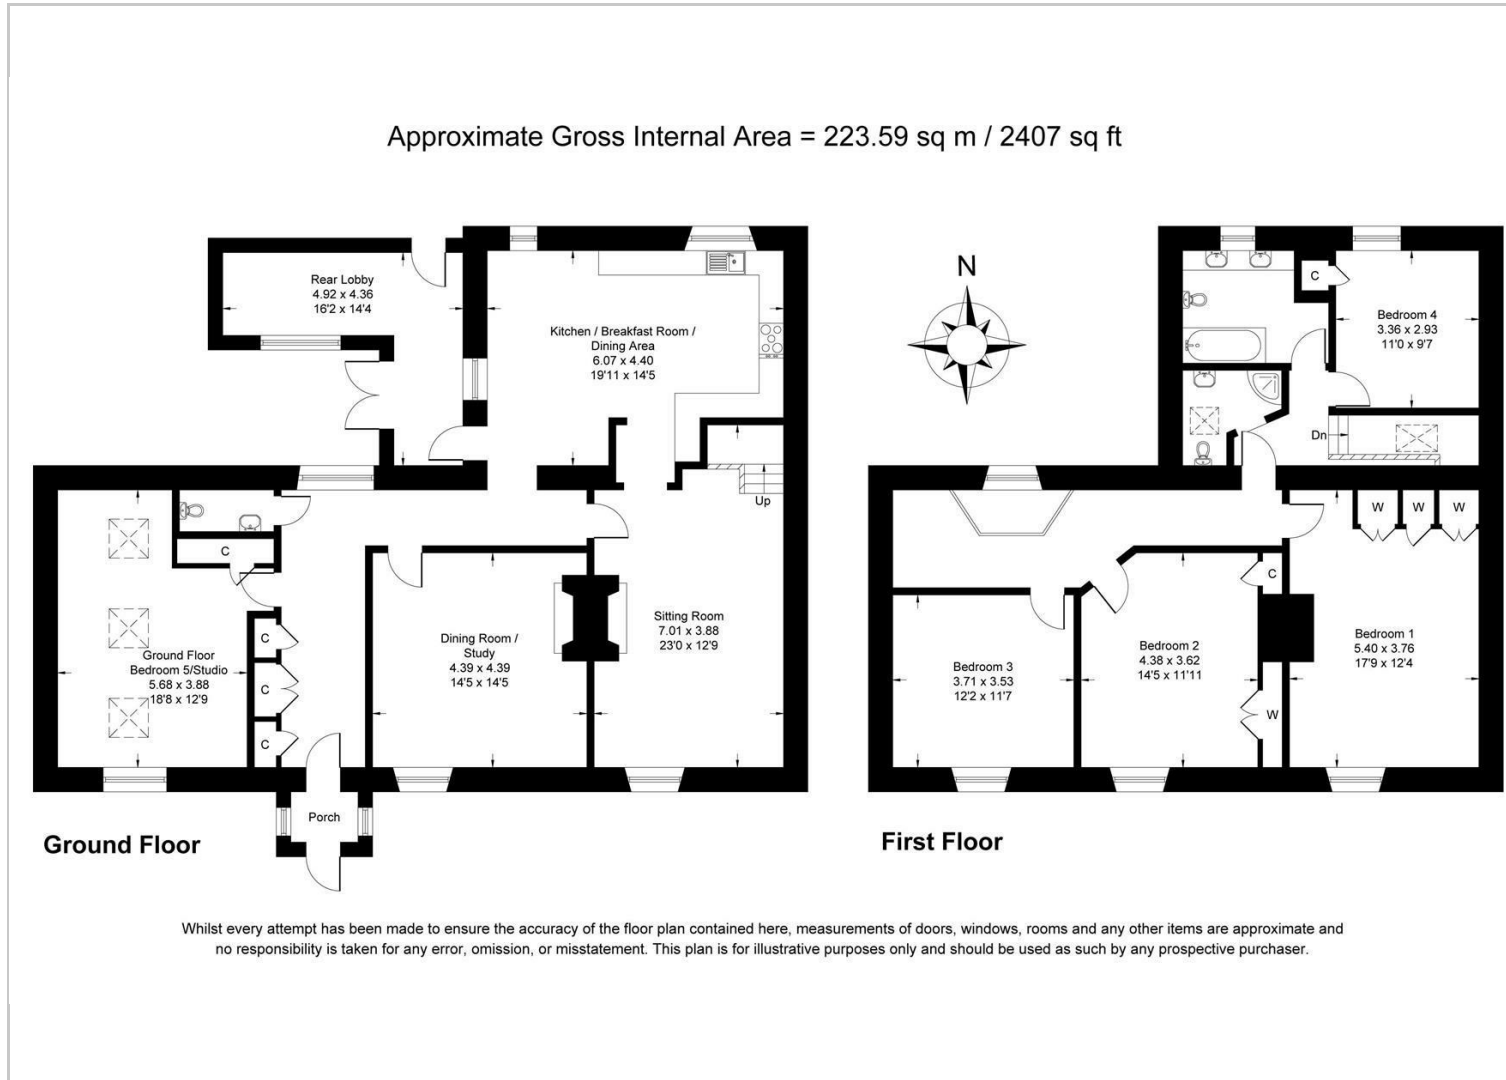 Approximate Gross Internal Area = 223.59 sq m / 2407 sq ft
N
Rear Lobby
4.92 x 4.36
16'2 x 14'4
Kitchen / Breakfast Room /
Dining Area
6.07 x 4.40
19'11 x 14'5
Up
C
C
C
C
Ground Floor
Bedroom 5/Studio
5.68 x 3.88
18'8 x 12'9
Dining Room /
Study
4.39 x 4.39
14'5 x 14'5
Sitting Room
7.01 x 3.88
23'0 x 12'9
Porch
Ground Floor
C
Bedroom 4
3.36 x 2.93
11'0 x 9'7
Dn
W
W
W
C
Bedroom 3
3.71 x 3.53
12'2 x 11'7
Bedroom 2
4.38 x 3.62
14'5 x 11'11
Bedroom 1
5.40 x 3.76
17'9 x 12'4
W
First Floor
Whilst every attempt has been made to ensure the accuracy of the floor plan contained here, measurements of doors, windows, rooms and any other items are approximate and
no responsibility is taken for any error, omission, or misstatement. This plan is for illustrative purposes only and should be used as such by any prospective purchaser.